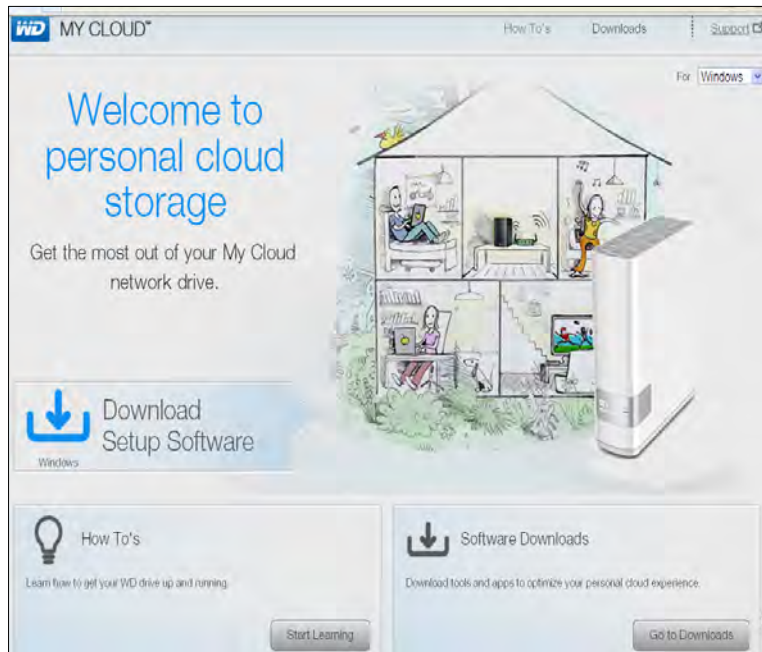 WD MY CLOUD™
How To's Downloads Support
For Windows
Welcome to
personal cloud
storage
Get the most out of your My Cloud
network drive.
Download
Setup Software
Windows
How To's
Learn how to get your WD drive up and running.
Start Learning
Software Downloads
Download tools and apps to optimize your personal cloud experience.
Go to Downloads